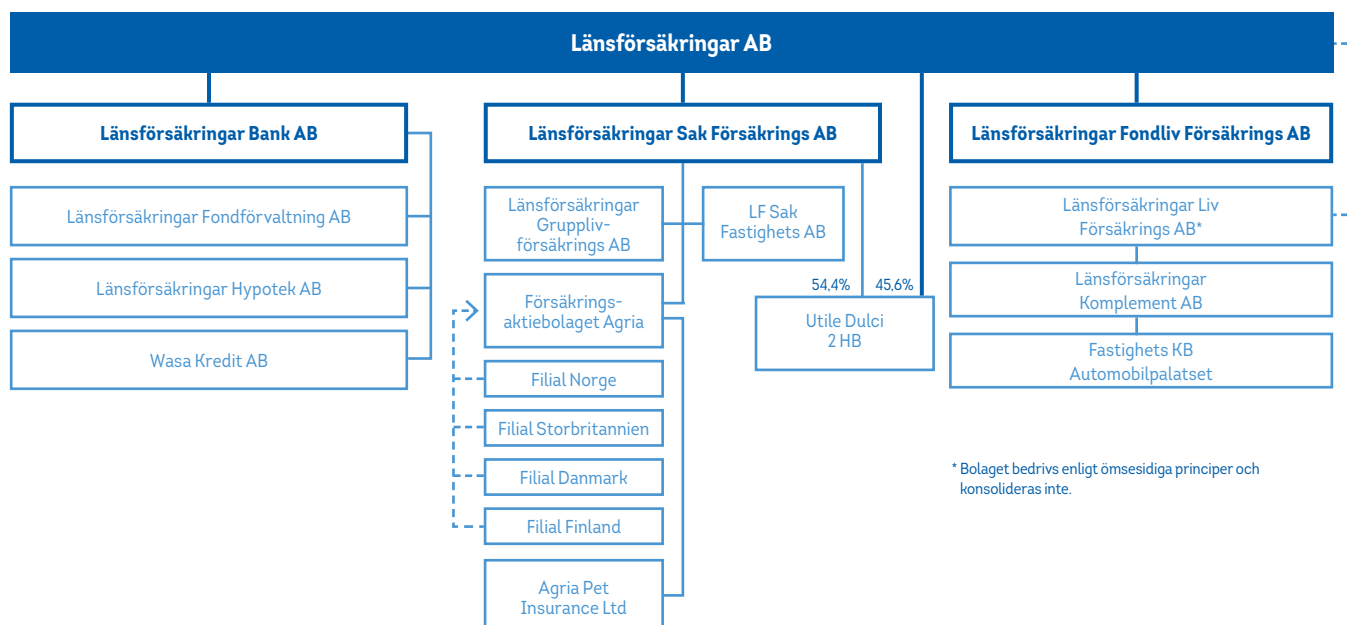 Länsförsäkringar AB
Länsförsäkringar Bank AB
Länsförsäkringar Fondförvaltning AB
Länsförsäkringar Hypotek AB
Wasa Kredit AB
Länsförsäkringar Sak Försäkrings AB
Länsförsäkringar
Gruppliv-
försäkrings AB
LF Sak
Fastighets AB
Försäkrings-
aktiebolaget Agria
Filial Norge
Filial Storbritannien
Filial Danmark
Filial Finland
Agria Pet
Insurance Ltd
54,4% 45,6%
Utile Dulci
2 HB
Länsförsäkringar Fondliv Försäkrings AB
Länsförsäkringar Liv
Försäkrings AB*
Länsförsäkringar
Komplement AB
Fastighets KB
Automobilpalatset
* Bolaget bedrivs enligt ömsesidiga principer och
konsolideras inte.